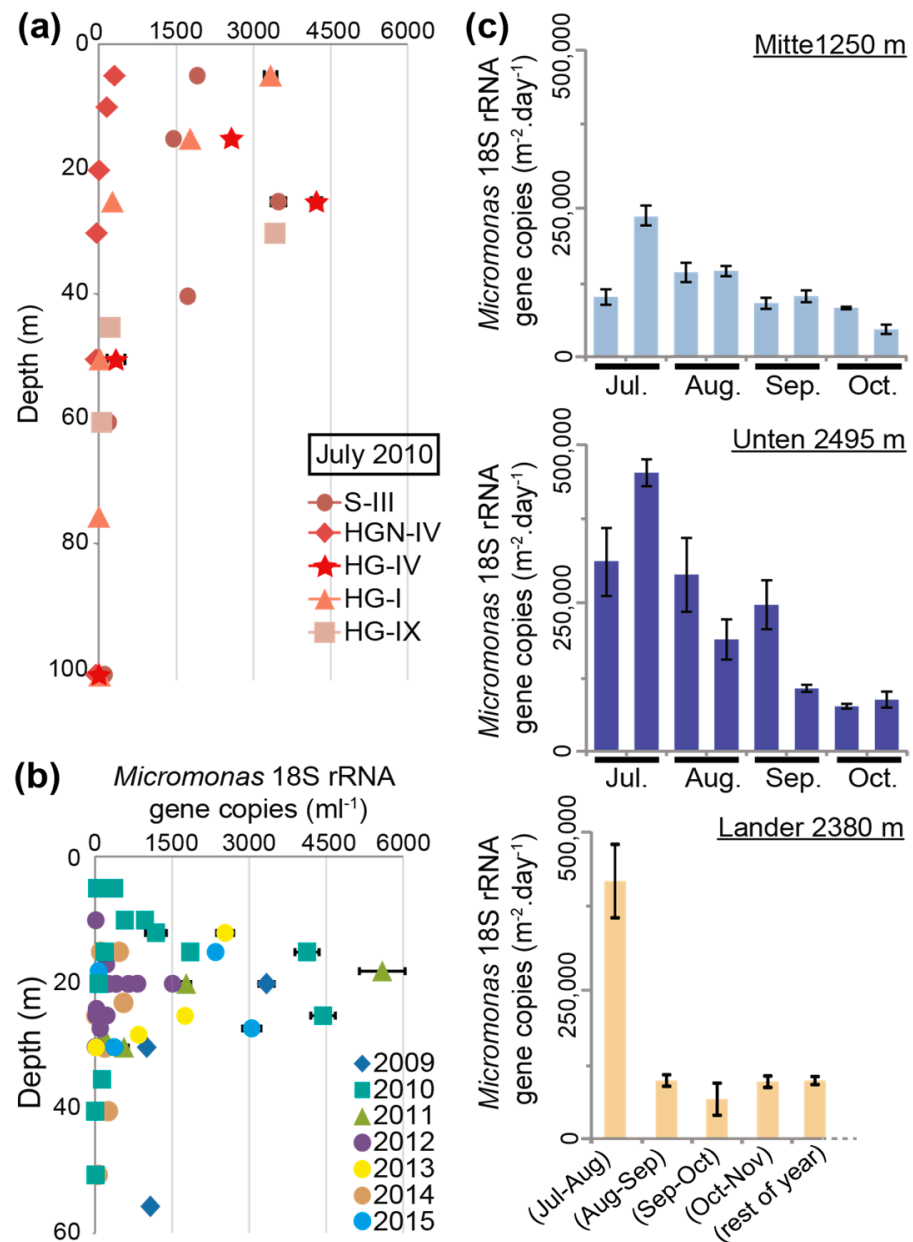 (a)
0 1500 3000 4500 6000
0
20
40
60
80
100
Depth (m)
July 2010
S-III
HGN-IV
HG-IV
HG-I
HG-IX
(b)
Micromonas 18S rRNA
gene copies (ml⁻¹)
0 1500 3000 4500 6000
0
20
40
60
Depth (m)
2009
2010
2011
2012
2013
2014
2015
(c)
Mitte1250 m
Micromonas 18S rRNA
gene copies (m⁻².day⁻¹)
500,000
250,000
0
Jul. Aug. Sep. Oct.
Unten 2495 m
Micromonas 18S rRNA
gene copies (m⁻².day⁻¹)
500,000
250,000
0
Jul. Aug. Sep. Oct.
Lander 2380 m
Micromonas 18S rRNA
gene copies (m⁻².day⁻¹)
500,000
250,000
0
(Jul-Aug)
(Aug-Sep)
(Sep-Oct)
(Oct-Nov)
(rest of year)